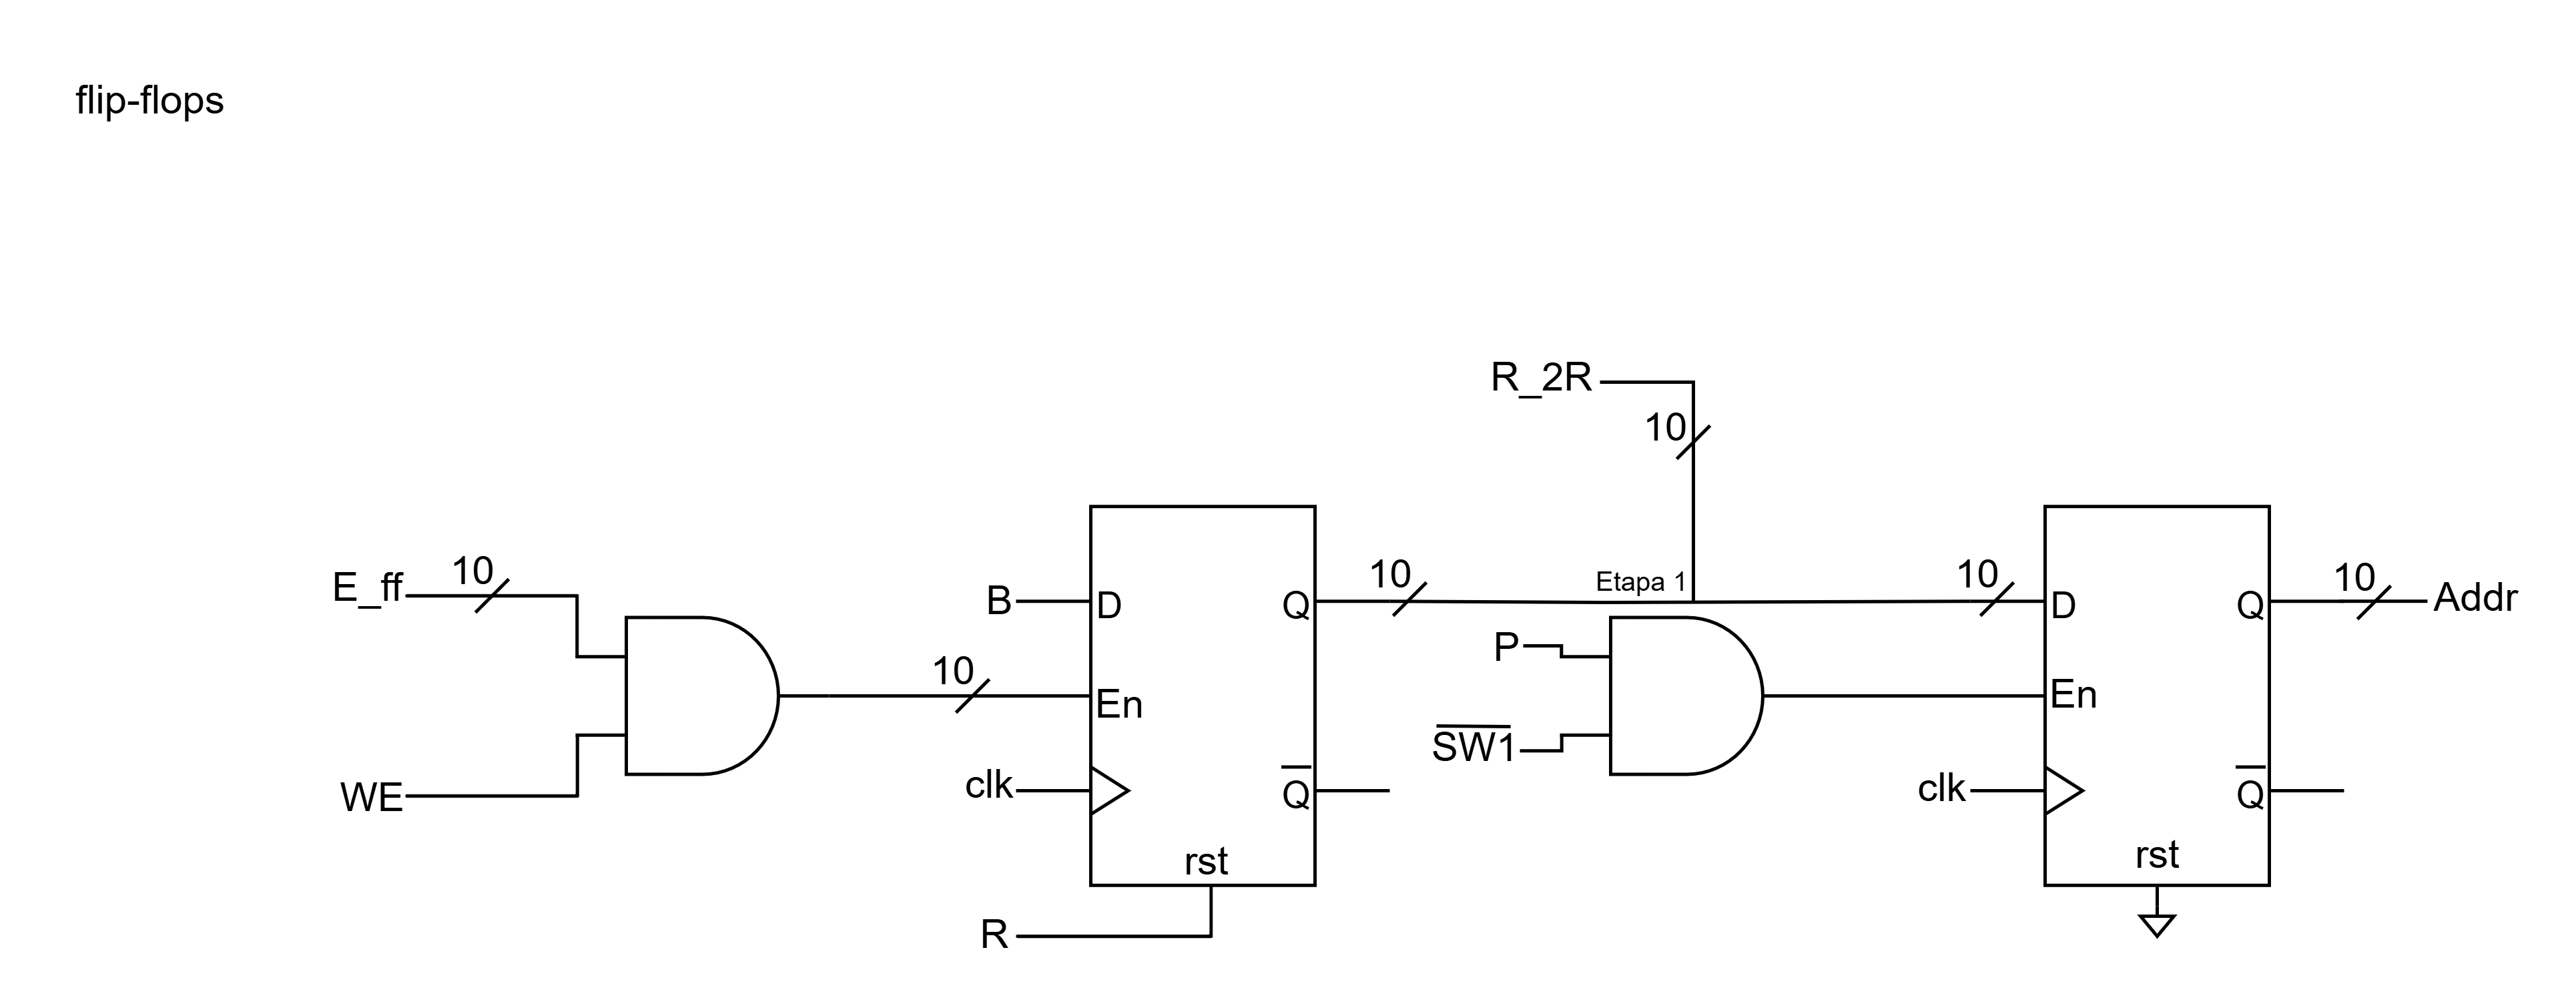 flip-flops
R_2R
10
E_ff
10
WE
10
B
D
Q
En
clk
Q̅
rst
R
10
Etapa 1
10
P
S̅W̅1̅
D
Q
En
clk
Q̅
rst
10
Addr